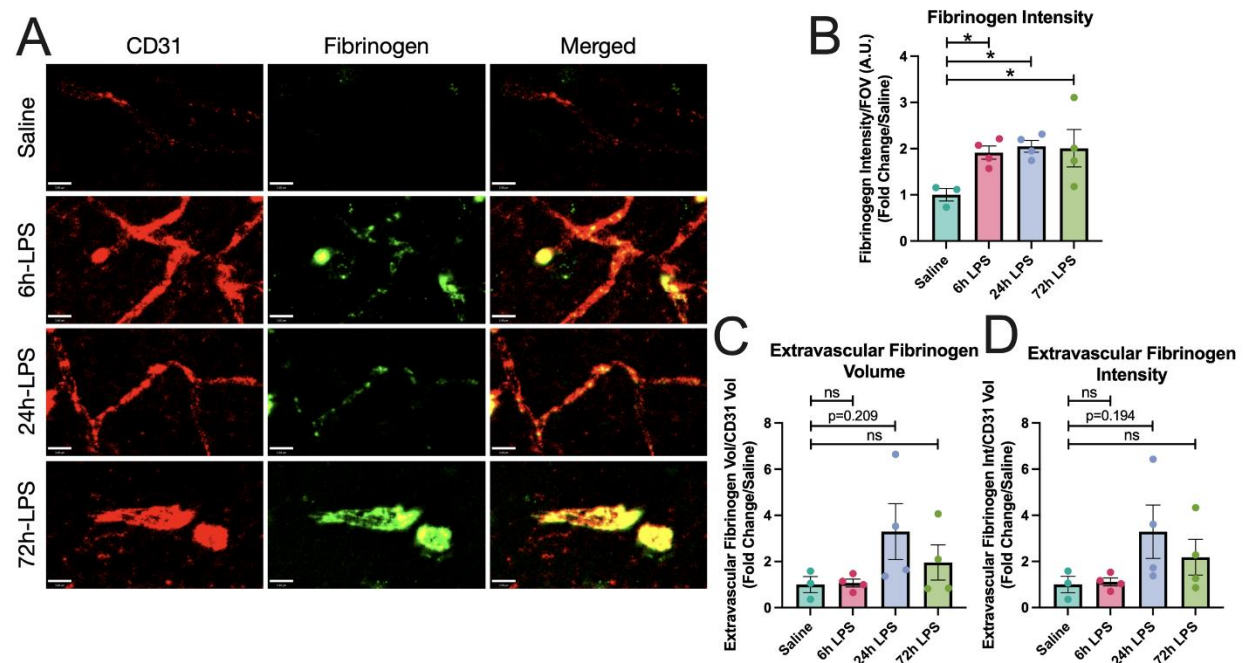 A
CD31 Fibrinogen Merged
Saline
6h-LPS
24h-LPS
72h-LPS
B
Fibrinogen Intensity
* 
* 
* 
Fibrinogegn Intensity/FOV (A.U.)
(Fold Change/Saline)
4
3
2
1
0
Saline
6h LPS
24h LPS
72h LPS
C
Extravascular Fibrinogen
Volume
ns
p=0.209
ns
Extravascular Fibrinogen Vol/CD31 Vol
(Fold Change/Saline)
8
6
4
2
0
Saline
6h LPS
24h LPS
72h LPS
D
Extravascular Fibrinogen
Intensity
ns
p=0.194
ns
Extravascular Fibrinogen Int/CD31 Vol
(Fold Change/Saline)
8
6
4
2
0
Saline
6h LPS
24h LPS
72h LPS